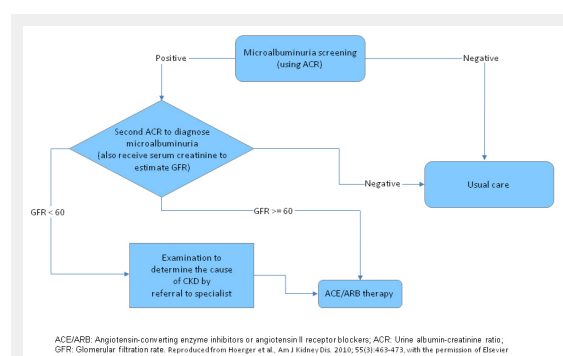 Microalbuminuria screening
(using ACR)
Positive
Negative
Second ACR to diagnose
microalbuminuria
(also receive serum creatinine to
estimate GFR)
Negative
Usual care
GFR < 60
GFR >= 60
Examination to
determine the cause
of CKD by
referral to specialist
ACE/ARB therapy
ACE/ARB: Angiotensin-converting enzyme inhibitors or angiotensin II receptor blockers; ACR: Urine albumin-creatinine ratio;
GFR: Glomerular filtration rate. Reproduced from Hoerger et al., Am J Kidney Dis. 2010; 55(3):463-473, with the permission of Elsevier